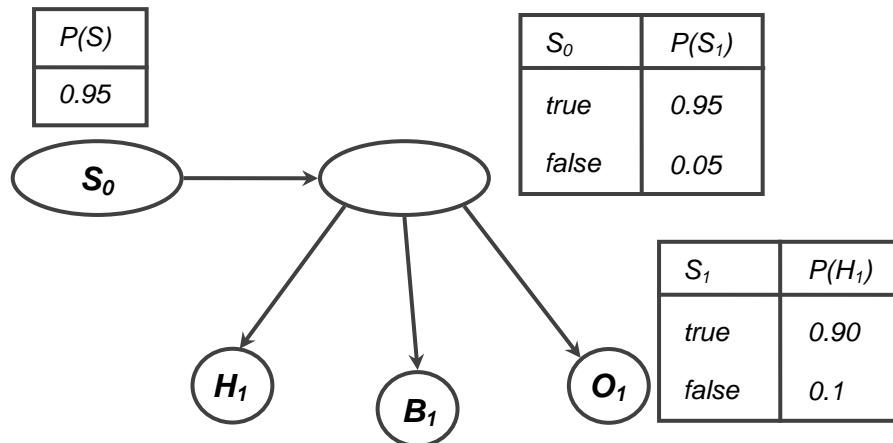 P(S)
0.95
S₀ P(S₁)
true 0.95
false 0.05
S₀
S₁ P(H₁)
true 0.90
false 0.1
H₁
B₁
O₁